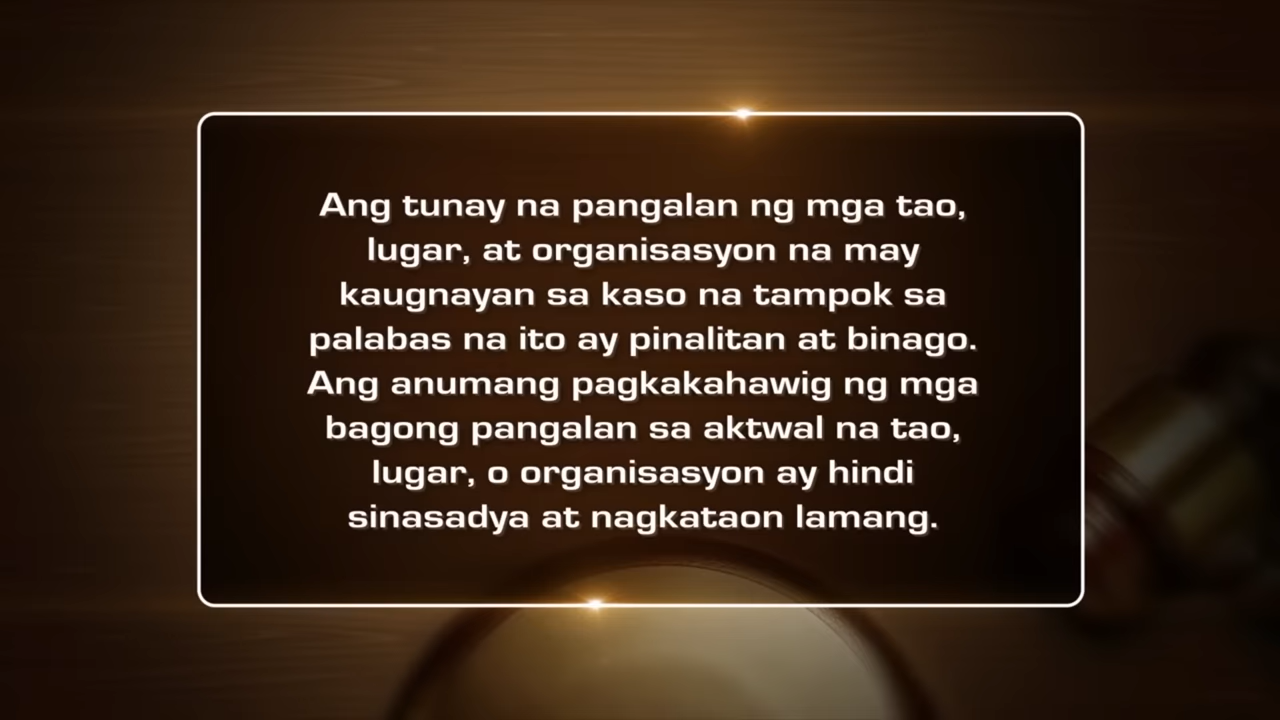 Ang tunay na pangalan ng mga tao,
lugar, at organisasyon na may
kaugnayan sa kaso na tampok sa
palabas na ito ay pinalitan at binago.
Ang anumang pagkakahawig ng mga
bagong pangalan sa aktwal na tao,
lugar, o organisasyon ay hindi
sinasadya at nagkataon lamang.